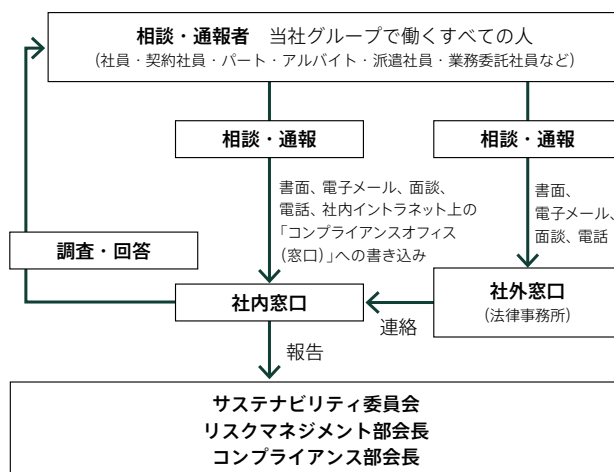 相談・通報者　当社グループで働くすべての人
（社員・契約社員・パート・アルバイト・派遣社員・業務委託社員など）
相談・通報
相談・通報
書面、電子メール、面談、
電話、社内イントラネット上の
「コンプライアンスオフィス
（窓口）」への書き込み
書面、
電子メール、
面談、電話
調査・回答
社内窓口
連絡
社外窓口
（法律事務所）
報告
サステナビリティ委員会
リスクマネジメント部会長
コンプライアンス部会長